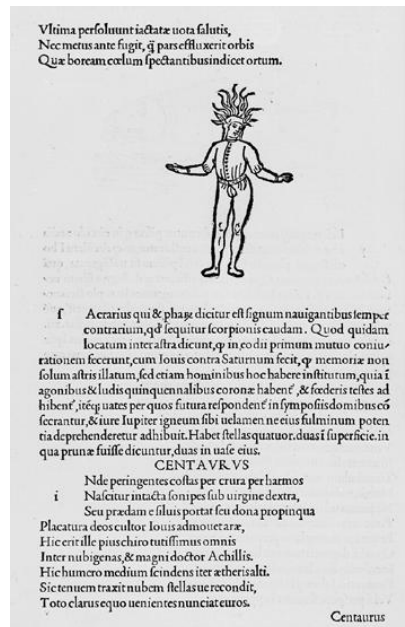 Vltima persoluunt iactatæ uota salutis,
Nec metus ante fugit, q̃ pars effluxerit orbis
Quæ boream cœlum spectantibus indicet ortum.
f Acrarius qui & pharus dicitur est signum nauigantibus semper
contrarium, qđ sequitur scorpionis caudam. Quod quidam
locatum inter astra dicunt, ꝙ in eo dii primum mutuo coniu-
rationem fecerunt, cum Iouis contra Saturnum fecit, ꝙ memoriæ non
solum astris illatum, sed etiam hominibus hoc habere institutum, quia ī
agonibus & ludis quinquennalibus coronæ habent᷑, & fœderis testes ad
hibent᷑, itéq; uates per quos futura respondent᷑ in symposiis domibus cō
secrantur, & iure Iupiter igneum sibi uelamen ne eius fulminum poten
tia deprehenderetur adhibuit. Habet stellas quatuor. duas ī superficie. in
qua prunæ fuisse dicuntur, duas in uase eius.
CENTAVRVS
Nde peringentes costas per crura per harmos
i Nascitur intacta sonipes sub uirgine dextra,
Seu prædam e siluis portat seu dona propinqua
Placatura deos cultor Iouis admouet aræ,
Hic erit ille pius chiro tutissimus omnis
Inter nubigenas, & magni doctor Achillis.
Hic humero medium scindens iter ætheris alti.
Sic tenuem traxit nubem stellasue recondit,
Toto clarus equo uenientes nunciat euros.
Centaurus